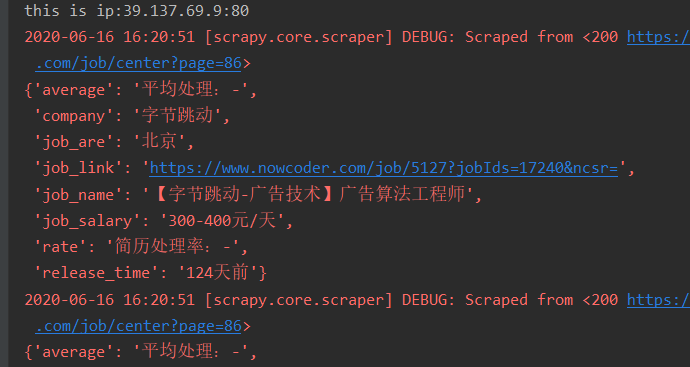 this is ip:39.137.69.9:80
2020-06-16 16:20:51 [scrapy.core.scraper] DEBUG: Scraped from <200 https:/
.com/job/center?page=86>
{'average': '平均处理：-',
'company': '字节跳动',
'job_are': '北京',
'job_link': 'https://www.nowcoder.com/job/5127?jobIds=17240&ncsr=',
'job_name': '【字节跳动-广告技术】广告算法工程师',
'job_salary': '300-400元/天',
'rate': '简历处理率：-',
'release_time': '124天前'}
2020-06-16 16:20:51 [scrapy.core.scraper] DEBUG: Scraped from <200 https:/
.com/job/center?page=86>
{'average': '平均处理：-',